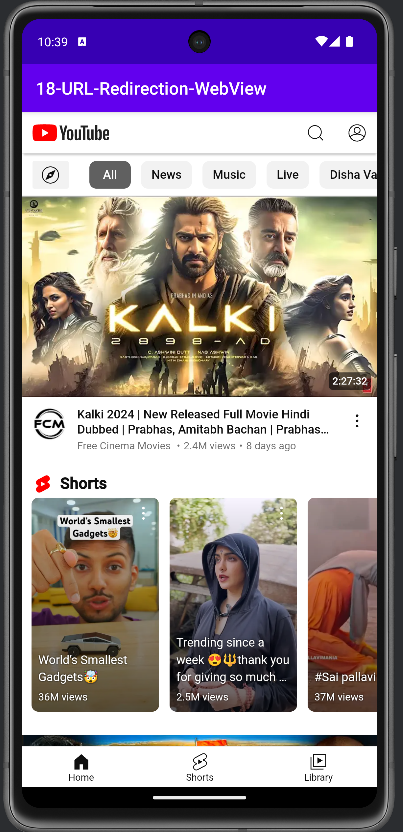 10:39
18-URL-Redirection-WebView
YouTube
All
News
Music
Live
Disha Va
KALKI
2898-AD
2:27:32
FCM
Kalki 2024 | New Released Full Movie Hindi
Dubbed | Prabhas, Amitabh Bachan | Prabhas...
Free Cinema Movies • 2.4M views • 8 days ago
Shorts
World's Smallest
Gadgets🤯
World's Smallest
Gadgets🤯
36M views
Trending since a
week 😍🔱thank you
for giving so much ...
2.5M views
#Sai pallavi
37M views
Home
Shorts
Library